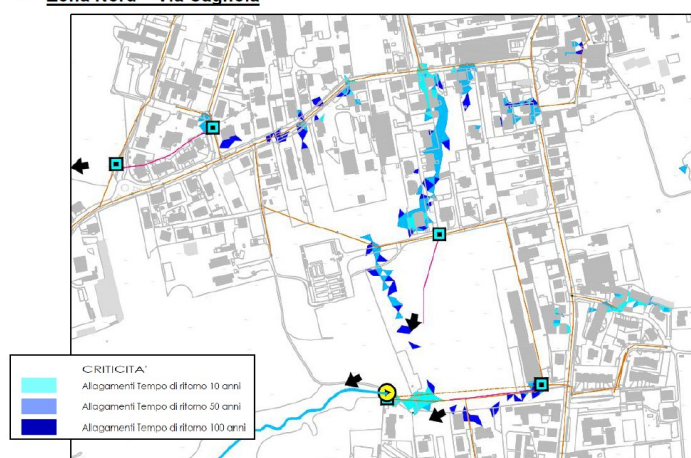 Zona Nord – Via Cagnola
CRITICITA'
Allagamenti Tempo di ritorno 10 anni
Allagamenti Tempo di ritorno 50 anni
Allagamenti Tempo di ritorno 100 anni